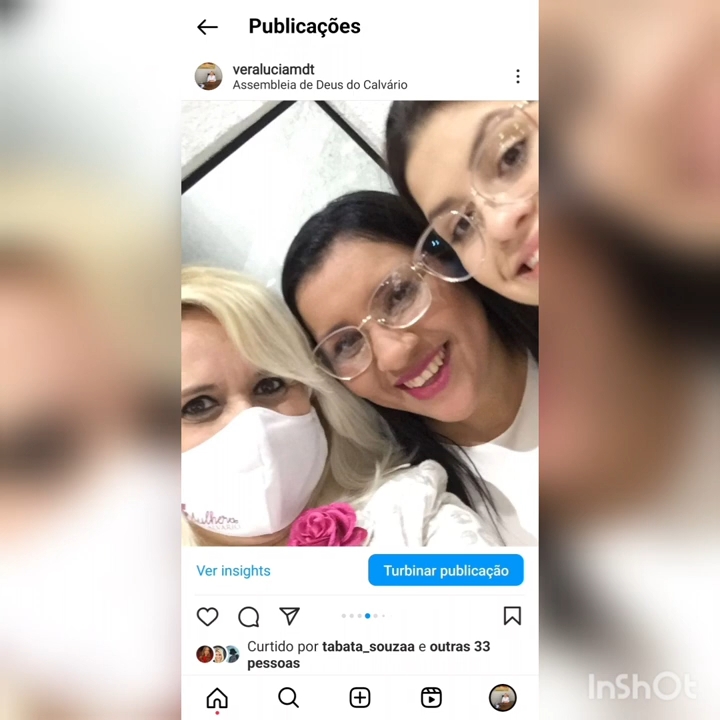 Publicações
veraluciamdt
Assembleia de Deus do Calvário
Ver insights
Turbinar publicação
Curtido por tabata_souzaa e outras 33
pessoas
InShOt